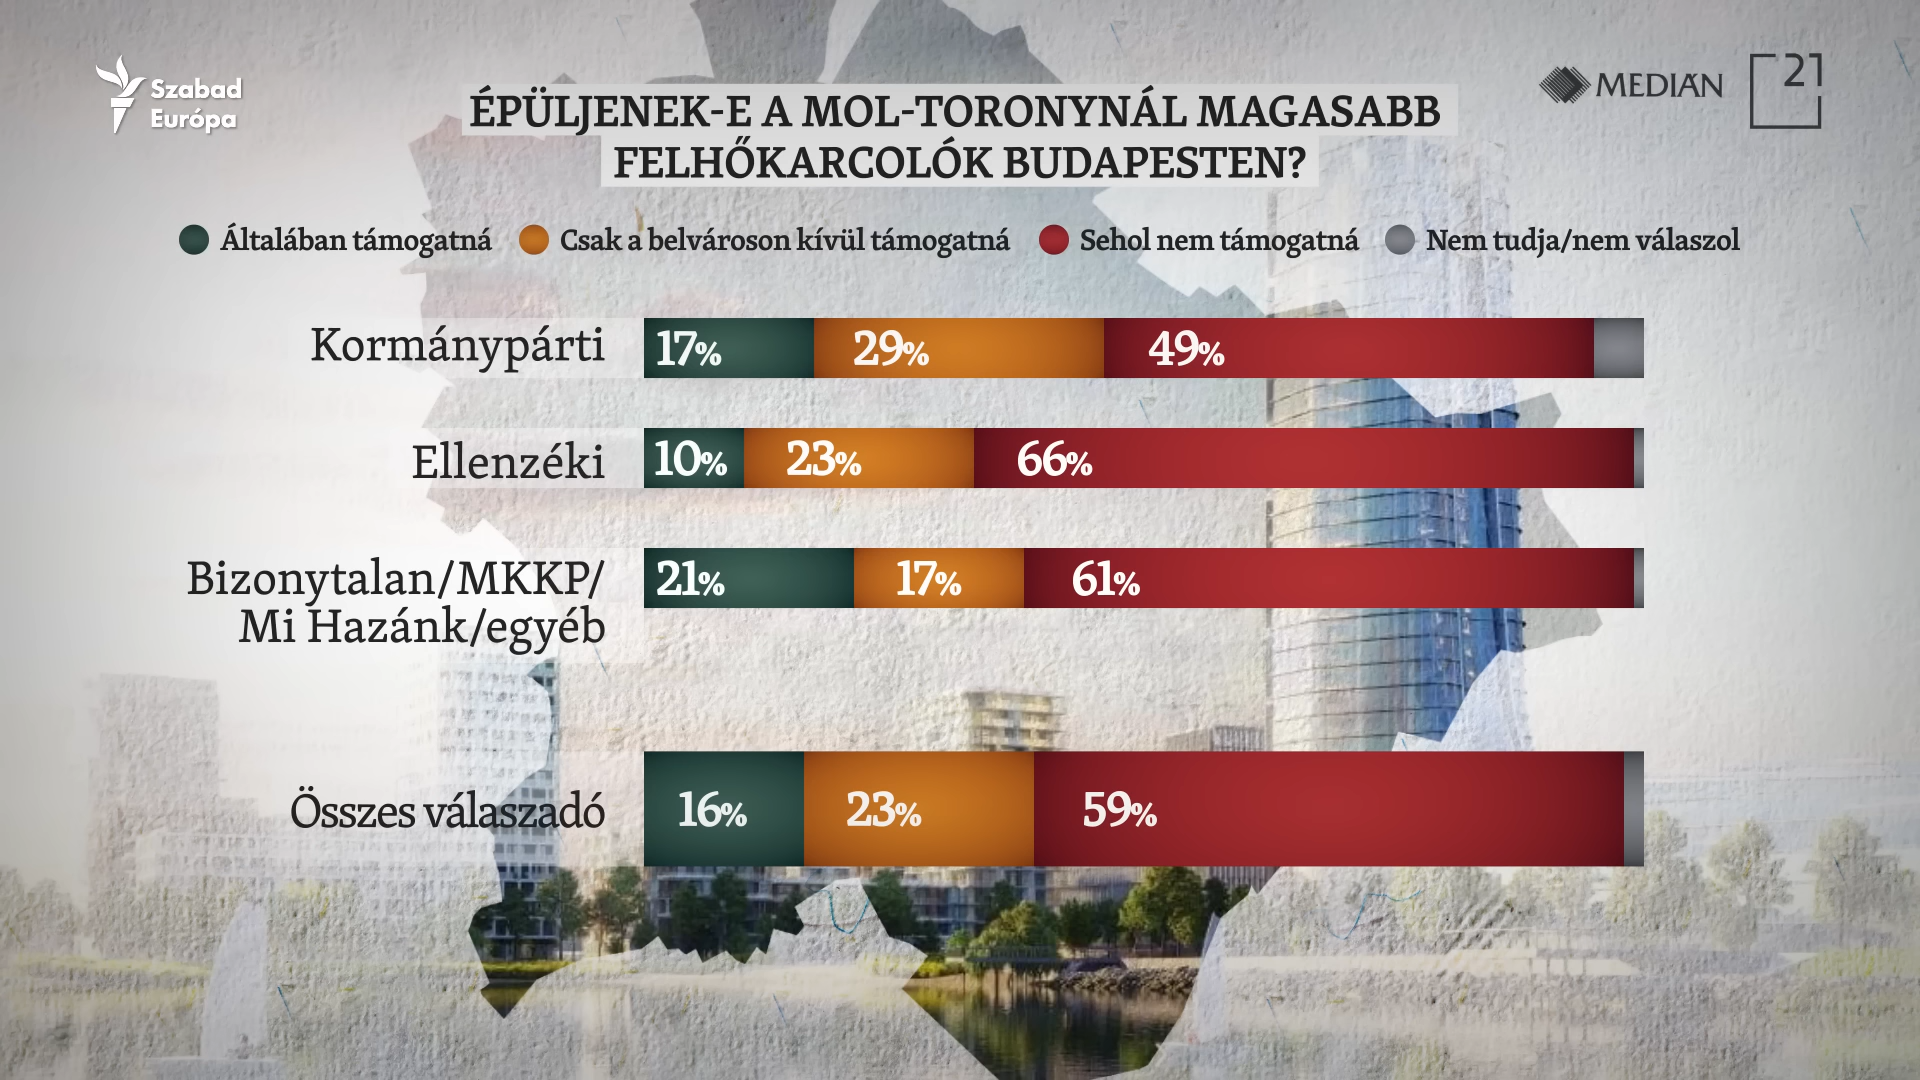 Szabad
Európa
ÉPÜLJENEK-E A MOL-TORONYNÁL MAGASABB
FELHŐKARCOLÓK BUDAPESTEN?
MEDIÁN
21
Általában támogatná
Csak a belvároson kívül támogatná
Sehol nem támogatná
Nem tudja/nem válaszol
Kormánypárti
17%
29%
49%
Ellenzéki
10%
23%
66%
Bizonytalan/MKKP/
Mi Hazánk/egyéb
21%
17%
61%
Összes válaszadó
16%
23%
59%